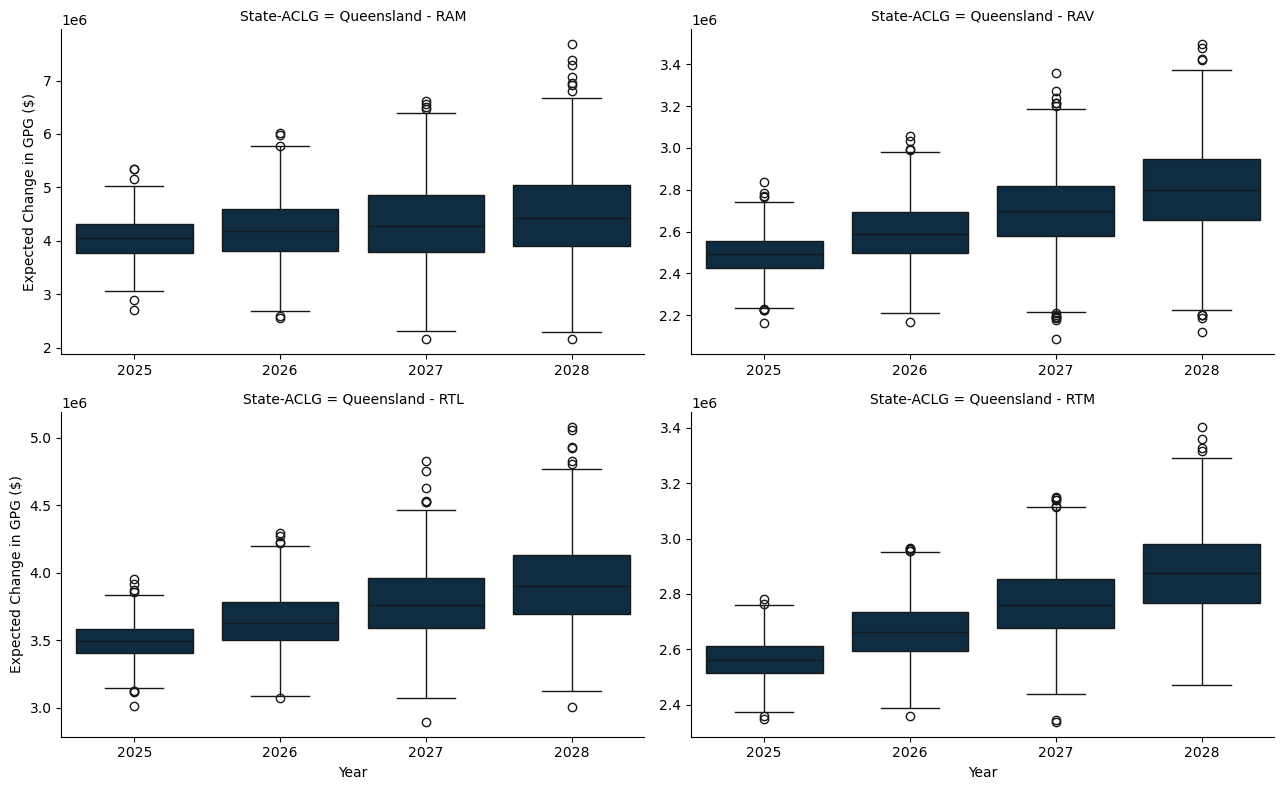 State-ACLG = Queensland - RAM
1e6
Expected Change in GPG ($)
7
6
5
4
3
2
2025 2026 2027 2028
State-ACLG = Queensland - RAV
1e6
3.4
3.2
3.0
2.8
2.6
2.4
2.2
2025 2026 2027 2028
State-ACLG = Queensland - RTL
1e6
Expected Change in GPG ($)
5.0
4.5
4.0
3.5
3.0
2025 2026 2027 2028
Year
State-ACLG = Queensland - RTM
1e6
3.4
3.2
3.0
2.8
2.6
2.4
2025 2026 2027 2028
Year